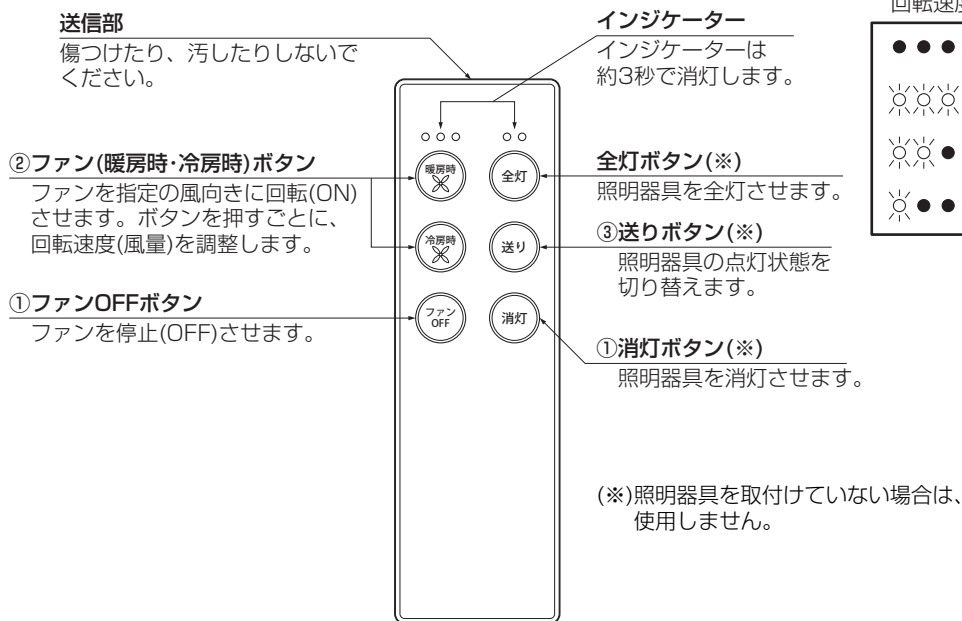 送信部
傷つけたり、汚したりしないで
ください。
インジケーター
インジケーターは
約3秒で消灯します。
回転速度
②ファン(暖房時・冷房時)ボタン
ファンを指定の風向きに回転(ON)
させます。ボタンを押すごとに、
回転速度(風量)を調整します。
①ファンOFFボタン
ファンを停止(OFF)させます。
暖房時
冷房時
ファン
OFF
全灯
送り
消灯
全灯ボタン(※)
照明器具を全灯させます。
③送りボタン(※)
照明器具の点灯状態を
切り替えます。
①消灯ボタン(※)
照明器具を消灯させます。
(※)照明器具を取付けていない場合は、
使用しません。